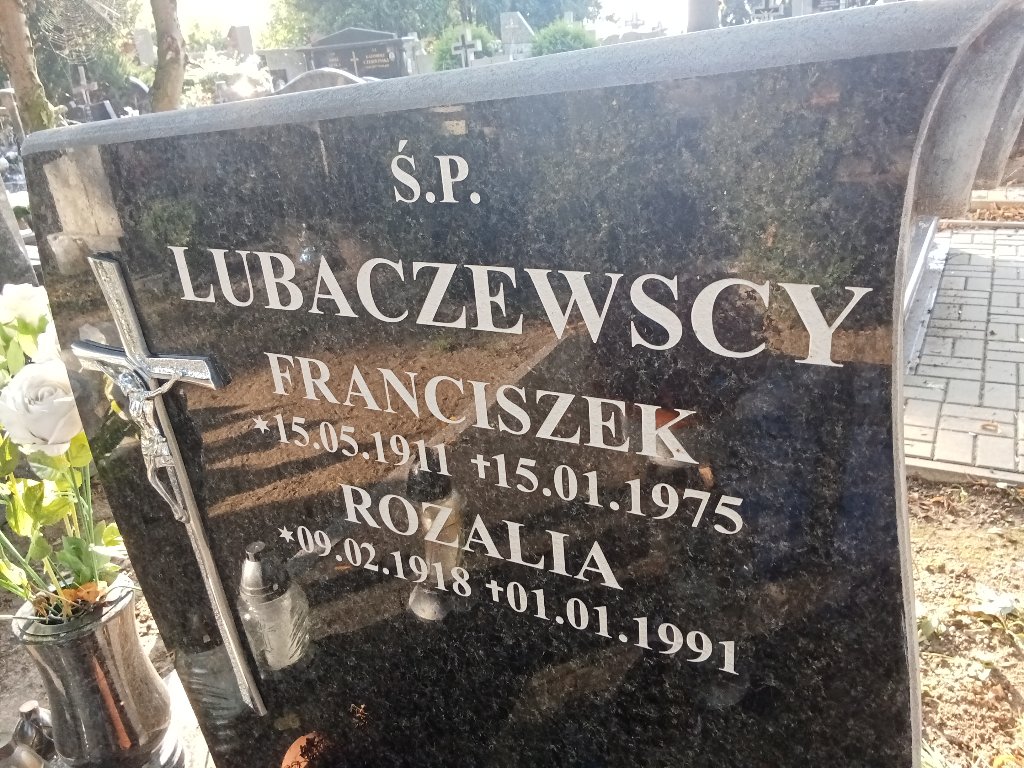 Ś.P.
LUBACZEWSCY
FRANCISZEK
*15.05.1911 +15.01.1975
ROZALIA
*09.02.1918 +01.01.1991